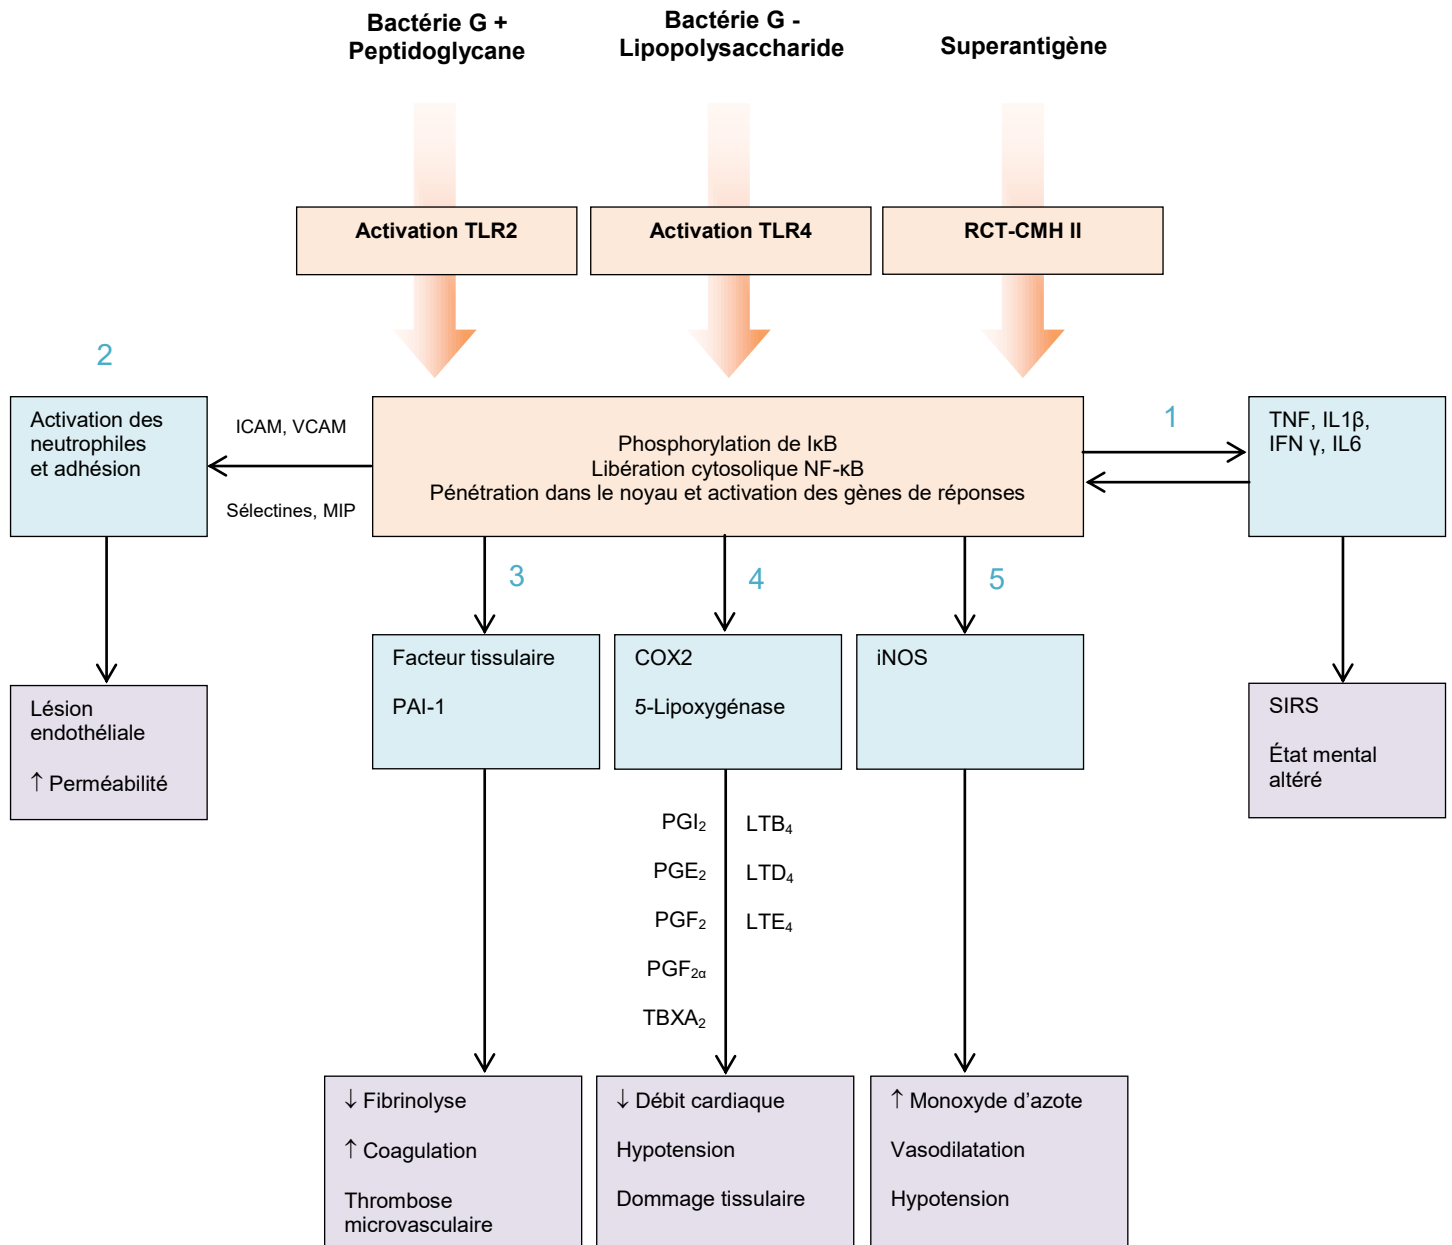 Bactérie G +
Peptidoglycane
Bactérie G -
Lipopolysaccharide
Superantigène
Activation TLR2
Activation TLR4
RCT-CMH II
2
Activation des
neutrophiles
et adhésion
ICAM, VCAM
Sélectines, MIP
Phosphorylation de IκB
Libération cytosolique NF-κB
Pénétration dans le noyau et activation des gènes de réponses
1
TNF, IL1β,
IFN γ, IL6
3
4
5
Lésion
endothéliale
↑ Perméabilité
Facteur tissulaire
PAI-1
COX2
5-Lipoxygénase
iNOS
SIRS
État mental
altéré
PGI₂ LTB₄
PGE₂ LTD₄
PGF₂ LTE₄
PGF₂α
TBXA₂
↓ Fibrinolyse
↑ Coagulation
Thrombose
microvasculaire
↓ Débit cardiaque
Hypotension
Dommage tissulaire
↑ Monoxyde d’azote
Vasodilatation
Hypotension